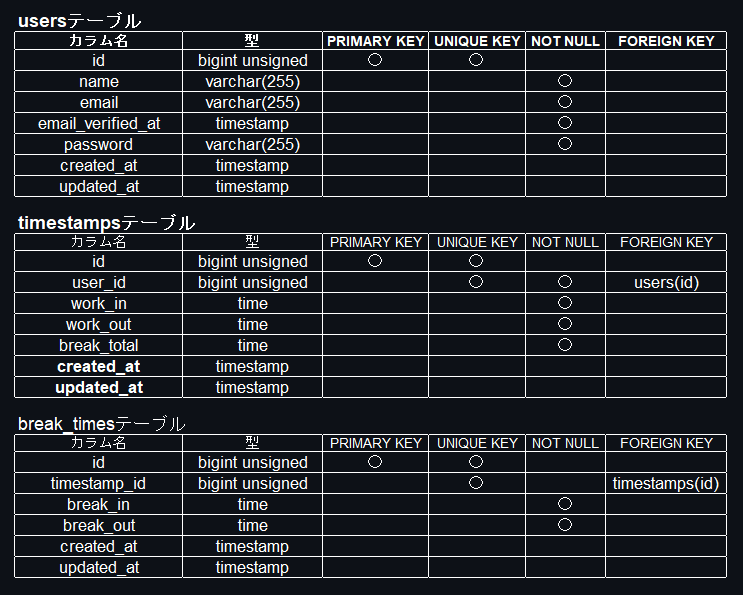 usersテーブル
カラム名 型 PRIMARY KEY UNIQUE KEY NOT NULL FOREIGN KEY
id bigint unsigned ○ ○
name varchar(255) ○
email varchar(255) ○
email_verified_at timestamp ○
password varchar(255) ○
created_at timestamp
updated_at timestamp
timestampsテーブル
カラム名 型 PRIMARY KEY UNIQUE KEY NOT NULL FOREIGN KEY
id bigint unsigned ○ ○
user_id bigint unsigned ○ ○ users(id)
work_in time ○
work_out time ○
break_total time ○
created_at timestamp
updated_at timestamp
break_timesテーブル
カラム名 型 PRIMARY KEY UNIQUE KEY NOT NULL FOREIGN KEY
id bigint unsigned ○ ○
timestamp_id bigint unsigned ○ timestamps(id)
break_in time ○
break_out time ○
created_at timestamp
updated_at timestamp